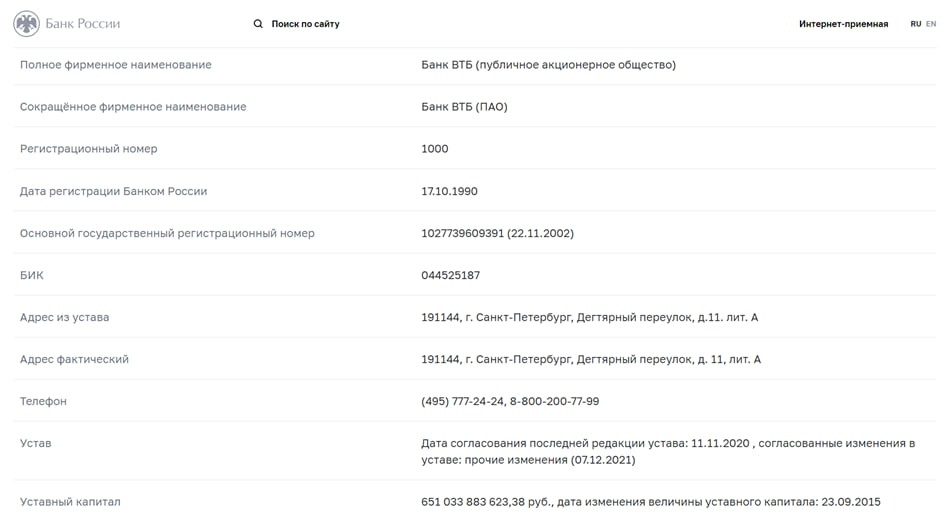 Банк России
Поиск по сайту
Интернет-приемная
RU EN
Полное фирменное наименование
Банк ВТБ (публичное акционерное общество)
Сокращённое фирменное наименование
Банк ВТБ (ПАО)
Регистрационный номер
1000
Дата регистрации Банком России
17.10.1990
Основной государственный регистрационный номер
1027739609391 (22.11.2002)
БИК
044525187
Адрес из устава
191144, г. Санкт-Петербург, Дегтярный переулок, д.11. лит. А
Адрес фактический
191144, г. Санкт-Петербург, Дегтярный переулок, д. 11, лит. А
Телефон
(495) 777-24-24, 8-800-200-77-99
Устав
Дата согласования последней редакции устава: 11.11.2020 , согласованные изменения в
уставе: прочие изменения (07.12.2021)
Уставный капитал
651 033 883 623,38 руб., дата изменения величины уставного капитала: 23.09.2015